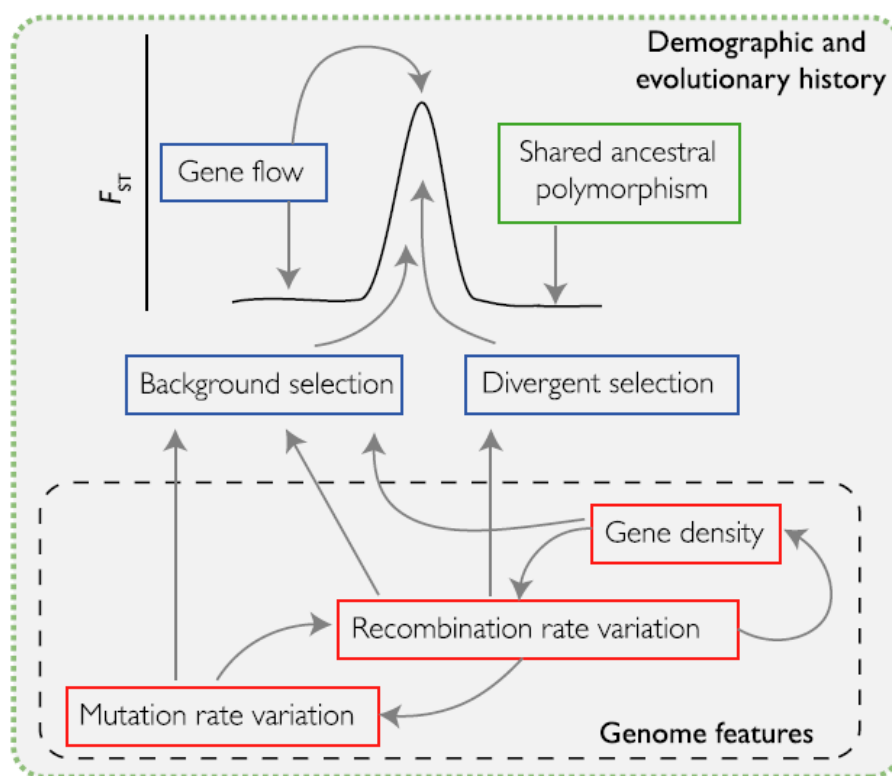 Demographic and
evolutionary history
F_ST
Gene flow
Shared ancestral
polymorphism
Background selection
Divergent selection
Gene density
Recombination rate variation
Mutation rate variation
Genome features